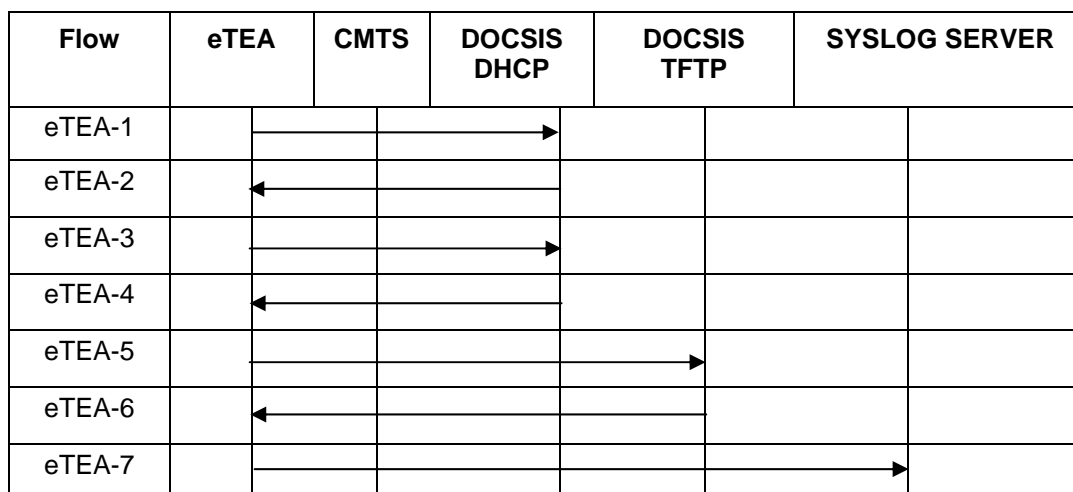 Flow eTEA CMTS DOCSIS DHCP DOCSIS TFTP SYSLOG SERVER
eTEA-1
eTEA-2
eTEA-3
eTEA-4
eTEA-5
eTEA-6
eTEA-7